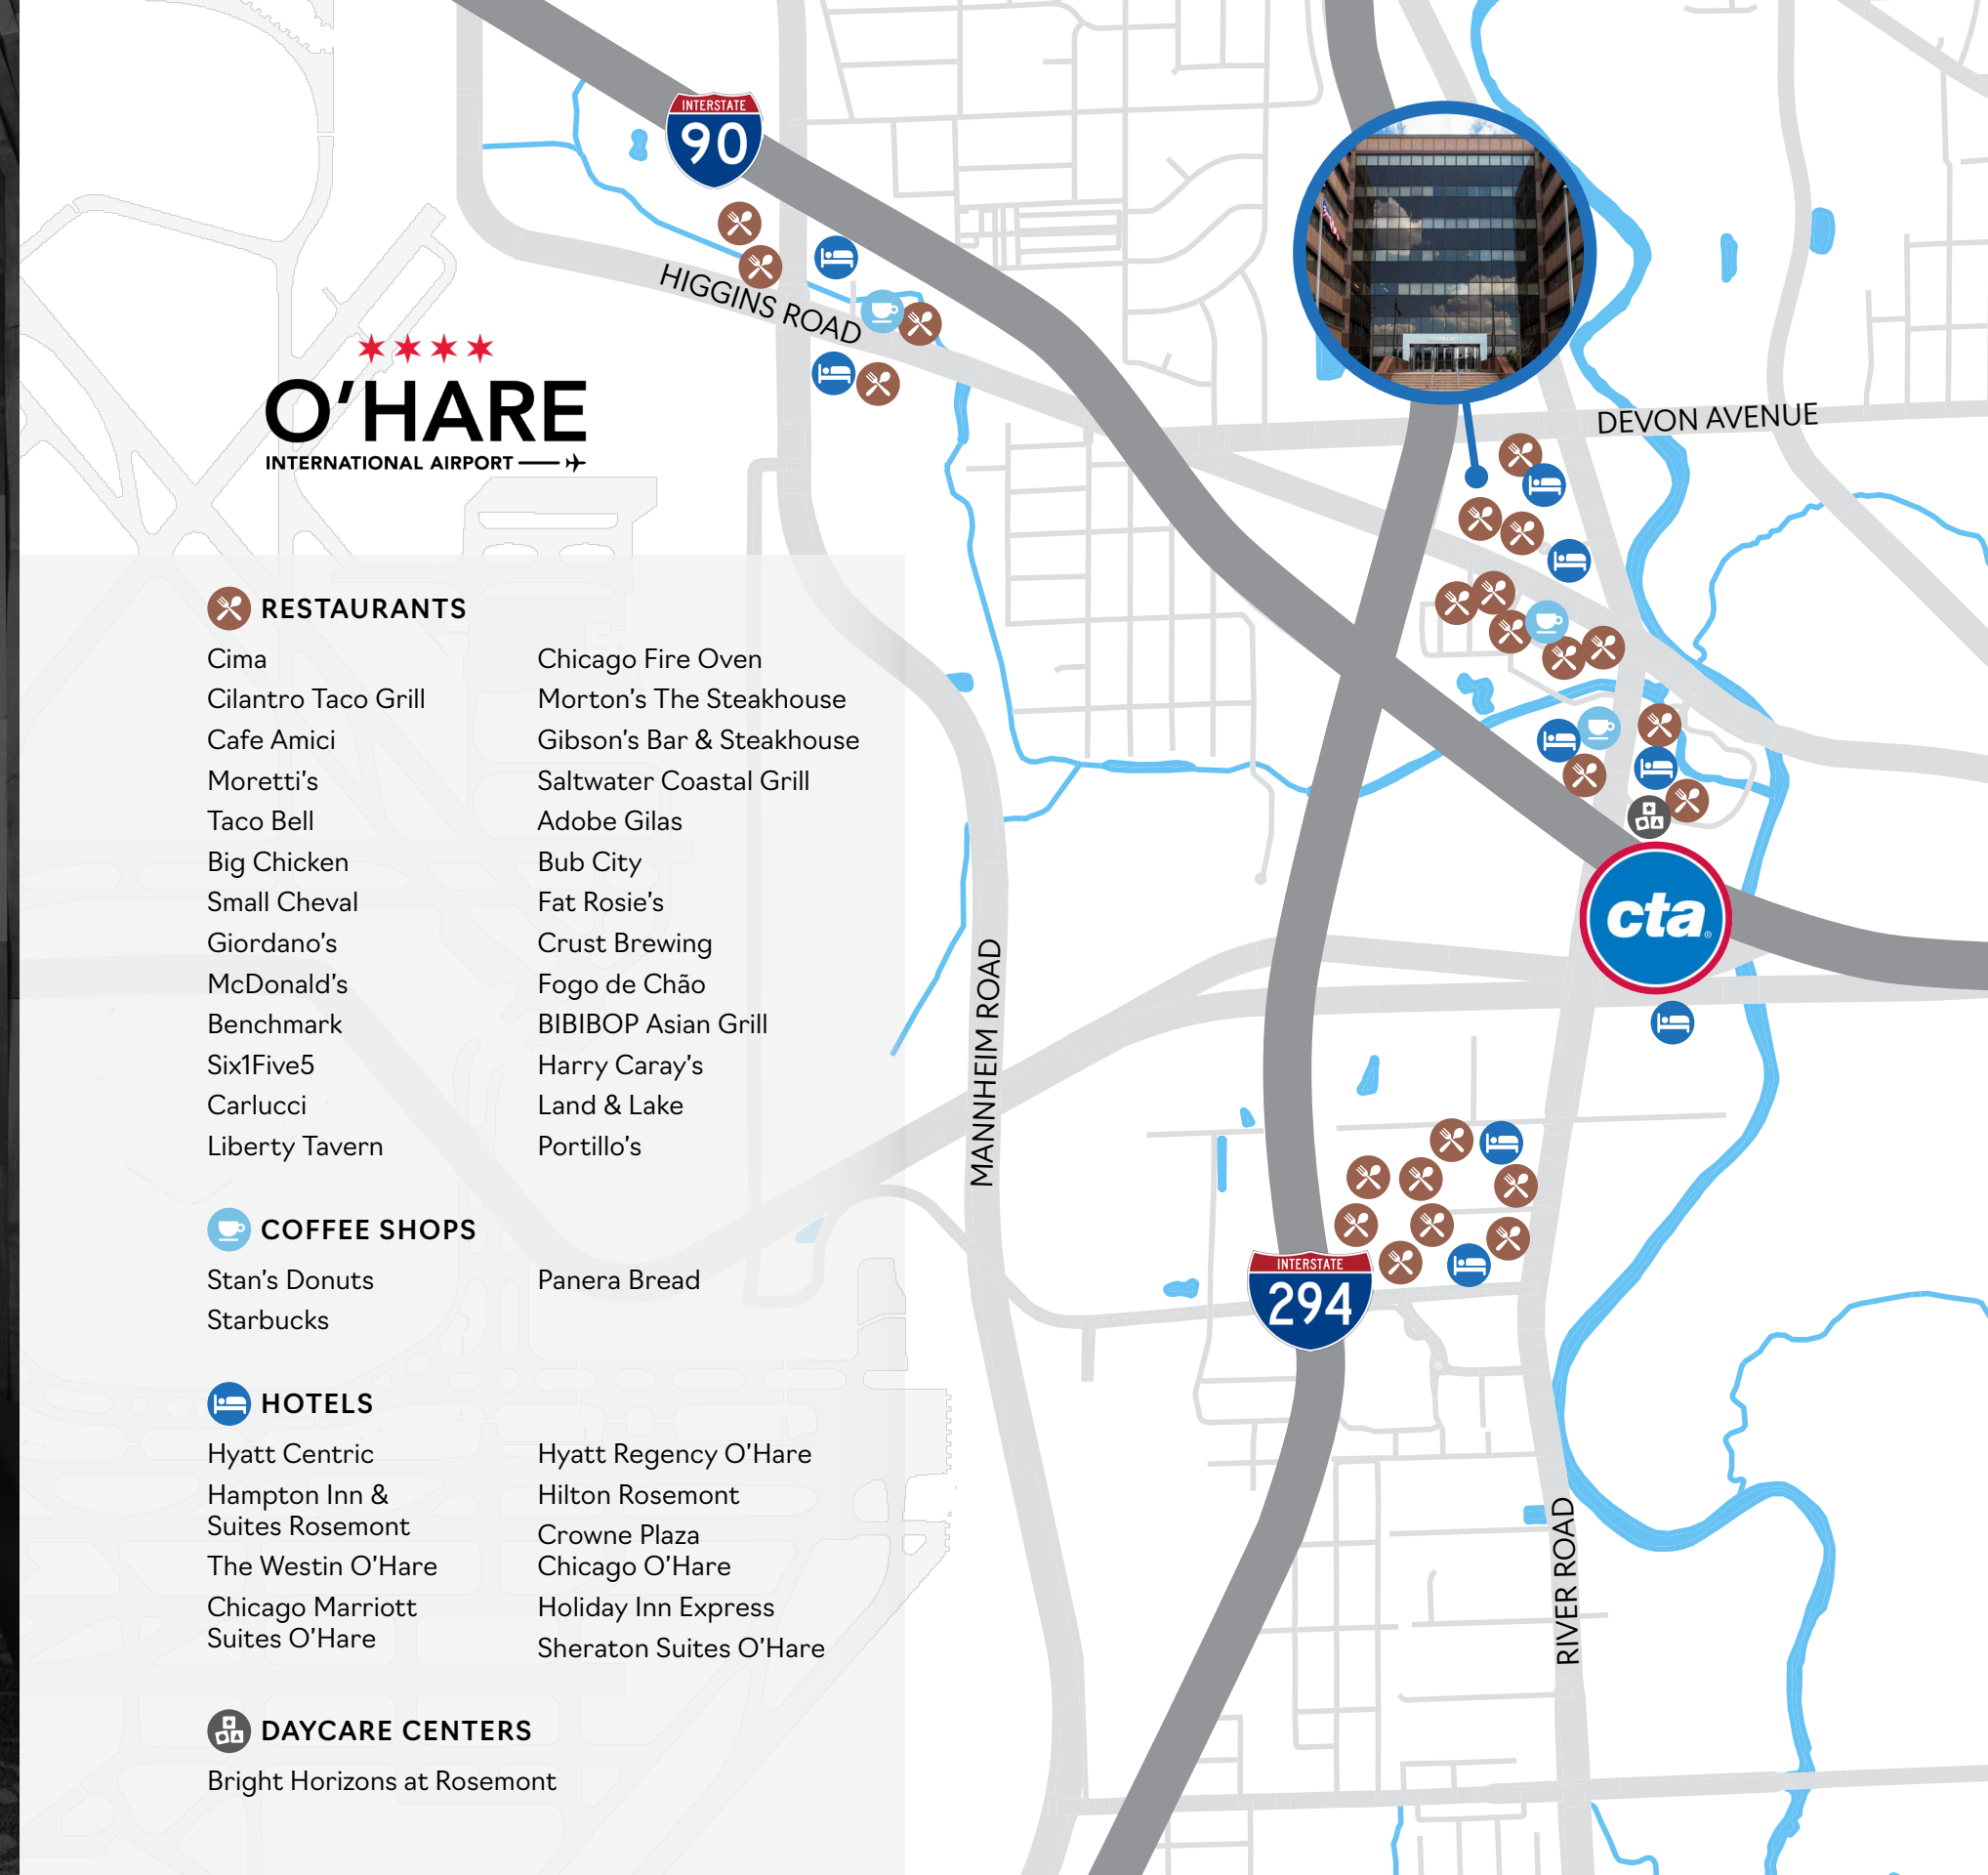 INTERSTATE
90
HIGGINS ROAD
O'HARE
INTERNATIONAL AIRPORT
DEVON AVENUE
RESTAURANTS
Cima
Cilantro Taco Grill
Cafe Amici
Moretti's
Taco Bell
Big Chicken
Small Cheval
Giordano's
McDonald's
Benchmark
Six1Five5
Carlucci
Liberty Tavern
Chicago Fire Oven
Morton's The Steakhouse
Gibson's Bar & Steakhouse
Saltwater Coastal Grill
Adobe Gilas
Bub City
Fat Rosie's
Crust Brewing
Fogo de Chão
BIBIBOP Asian Grill
Harry Caray's
Land & Lake
Portillo's
COFFEE SHOPS
Stan's Donuts
Starbucks
Panera Bread
HOTELS
Hyatt Centric
Hampton Inn &
Suites Rosemont
The Westin O'Hare
Chicago Marriott
Suites O'Hare
Hyatt Regency O'Hare
Hilton Rosemont
Crowne Plaza
Chicago O'Hare
Holiday Inn Express
Sheraton Suites O'Hare
DAYCARE CENTERS
Bright Horizons at Rosemont
cta®
MANNHEIM ROAD
INTERSTATE
294
RIVER ROAD